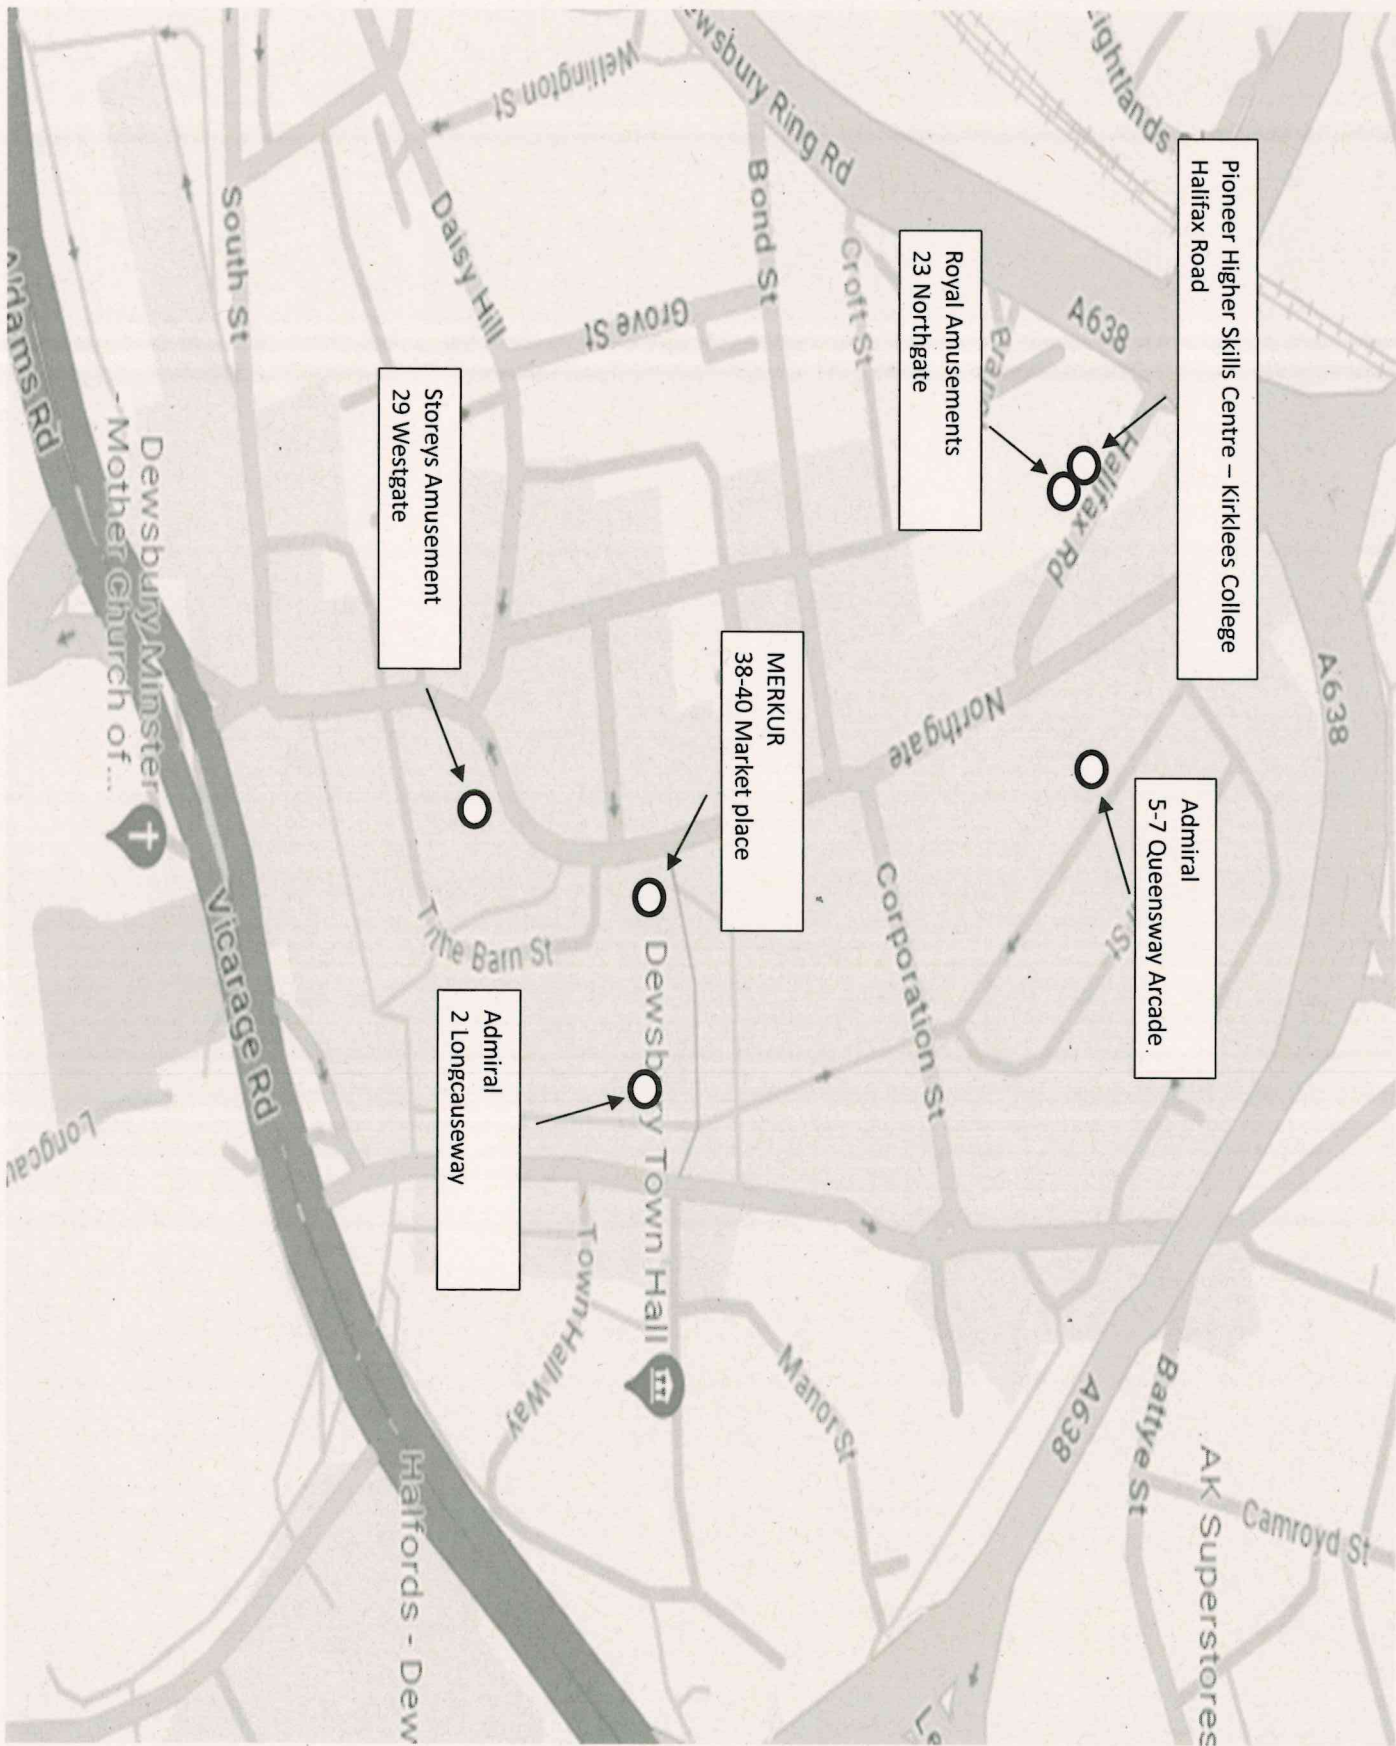 Pioneer Higher Skills Centre – Kirklees College
Halifax Road
Royal Amusements
23 Northgate
Admiral
5-7 Queensway Arcade
MERKUR
38-40 Market place
Storeys Amusement
29 Westgate
Admiral
2 Longcauseway
A638
A638
A638
Halifax Rd
Northgate
Croft St
Bond St
Grove St
Wellington St
Daisy Hill
South St
Corporation St
St
Tithe Barn St
Dewsbury Town Hall
Town Hall Way
Manor St
Battye St
Camroyd St
AK Superstores
Vicarage Rd
Dewsbury Minster
- Mother Church of...
Halfords - Dew
Ring Rd